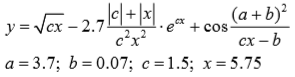 y = √cx − 2.7 (|c| + |x|)/(c²x²) · e^(cx) + cos (a + b)²/(cx − b)
a = 3.7; b = 0.07; c = 1.5; x = 5.75